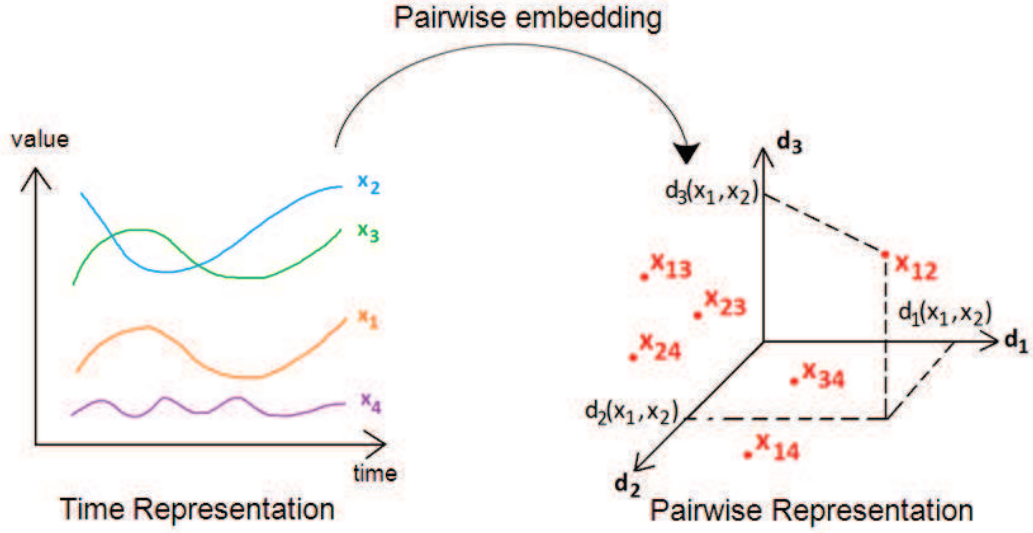 Pairwise embedding
value
x₂
x₃
x₁
x₄
time
Time Representation
d₃
d₃(x₁,x₂)
x₁₂
x₁₃
x₂₃
d₁(x₁,x₂)
d₁
x₂₄
x₃₄
d₂(x₁,x₂)
x₁₄
d₂
Pairwise Representation